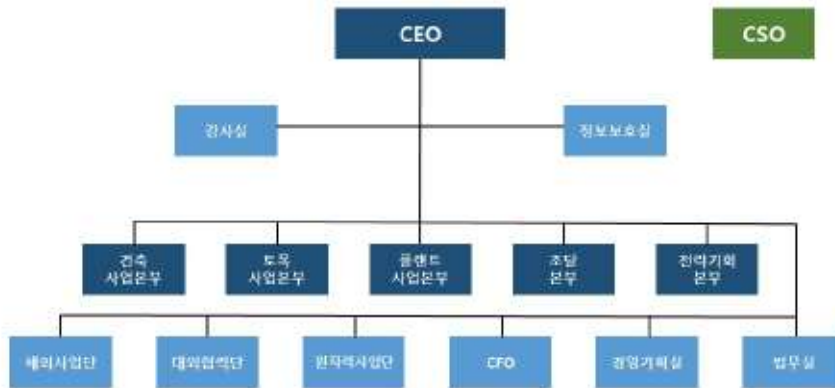 CEO
CSO
감사실
정보보호실
건축
사업본부
토목
사업본부
플랜트
사업본부
조달
본부
전략기획
본부
해외사업단
대외협력단
원자력사업단
CFO
경영기획실
법무실